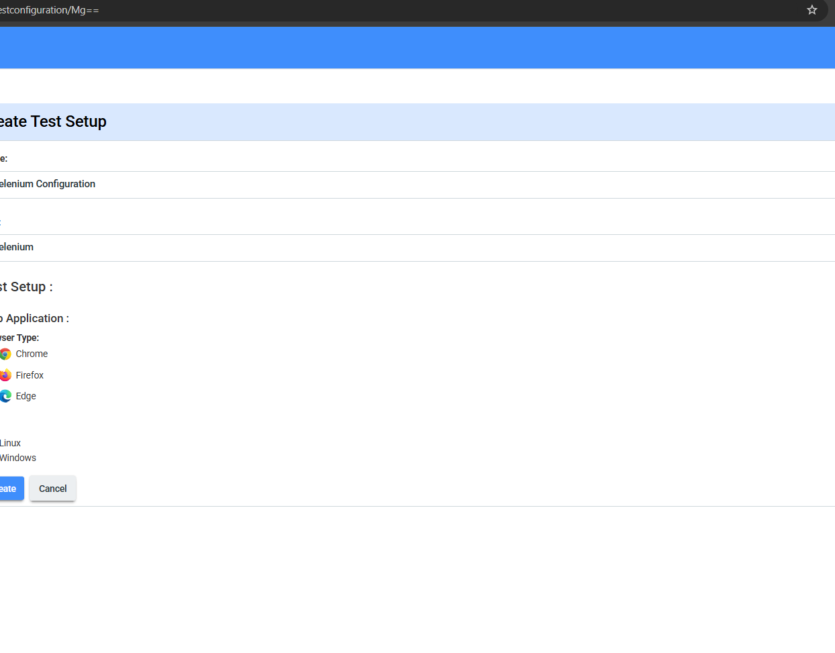 estconfiguration/Mg==
eate Test Setup
e:
elenium Configuration
:
elenium
st Setup :
o Application :
wser Type:
Chrome
Firefox
Edge
Linux
Windows
eate Cancel